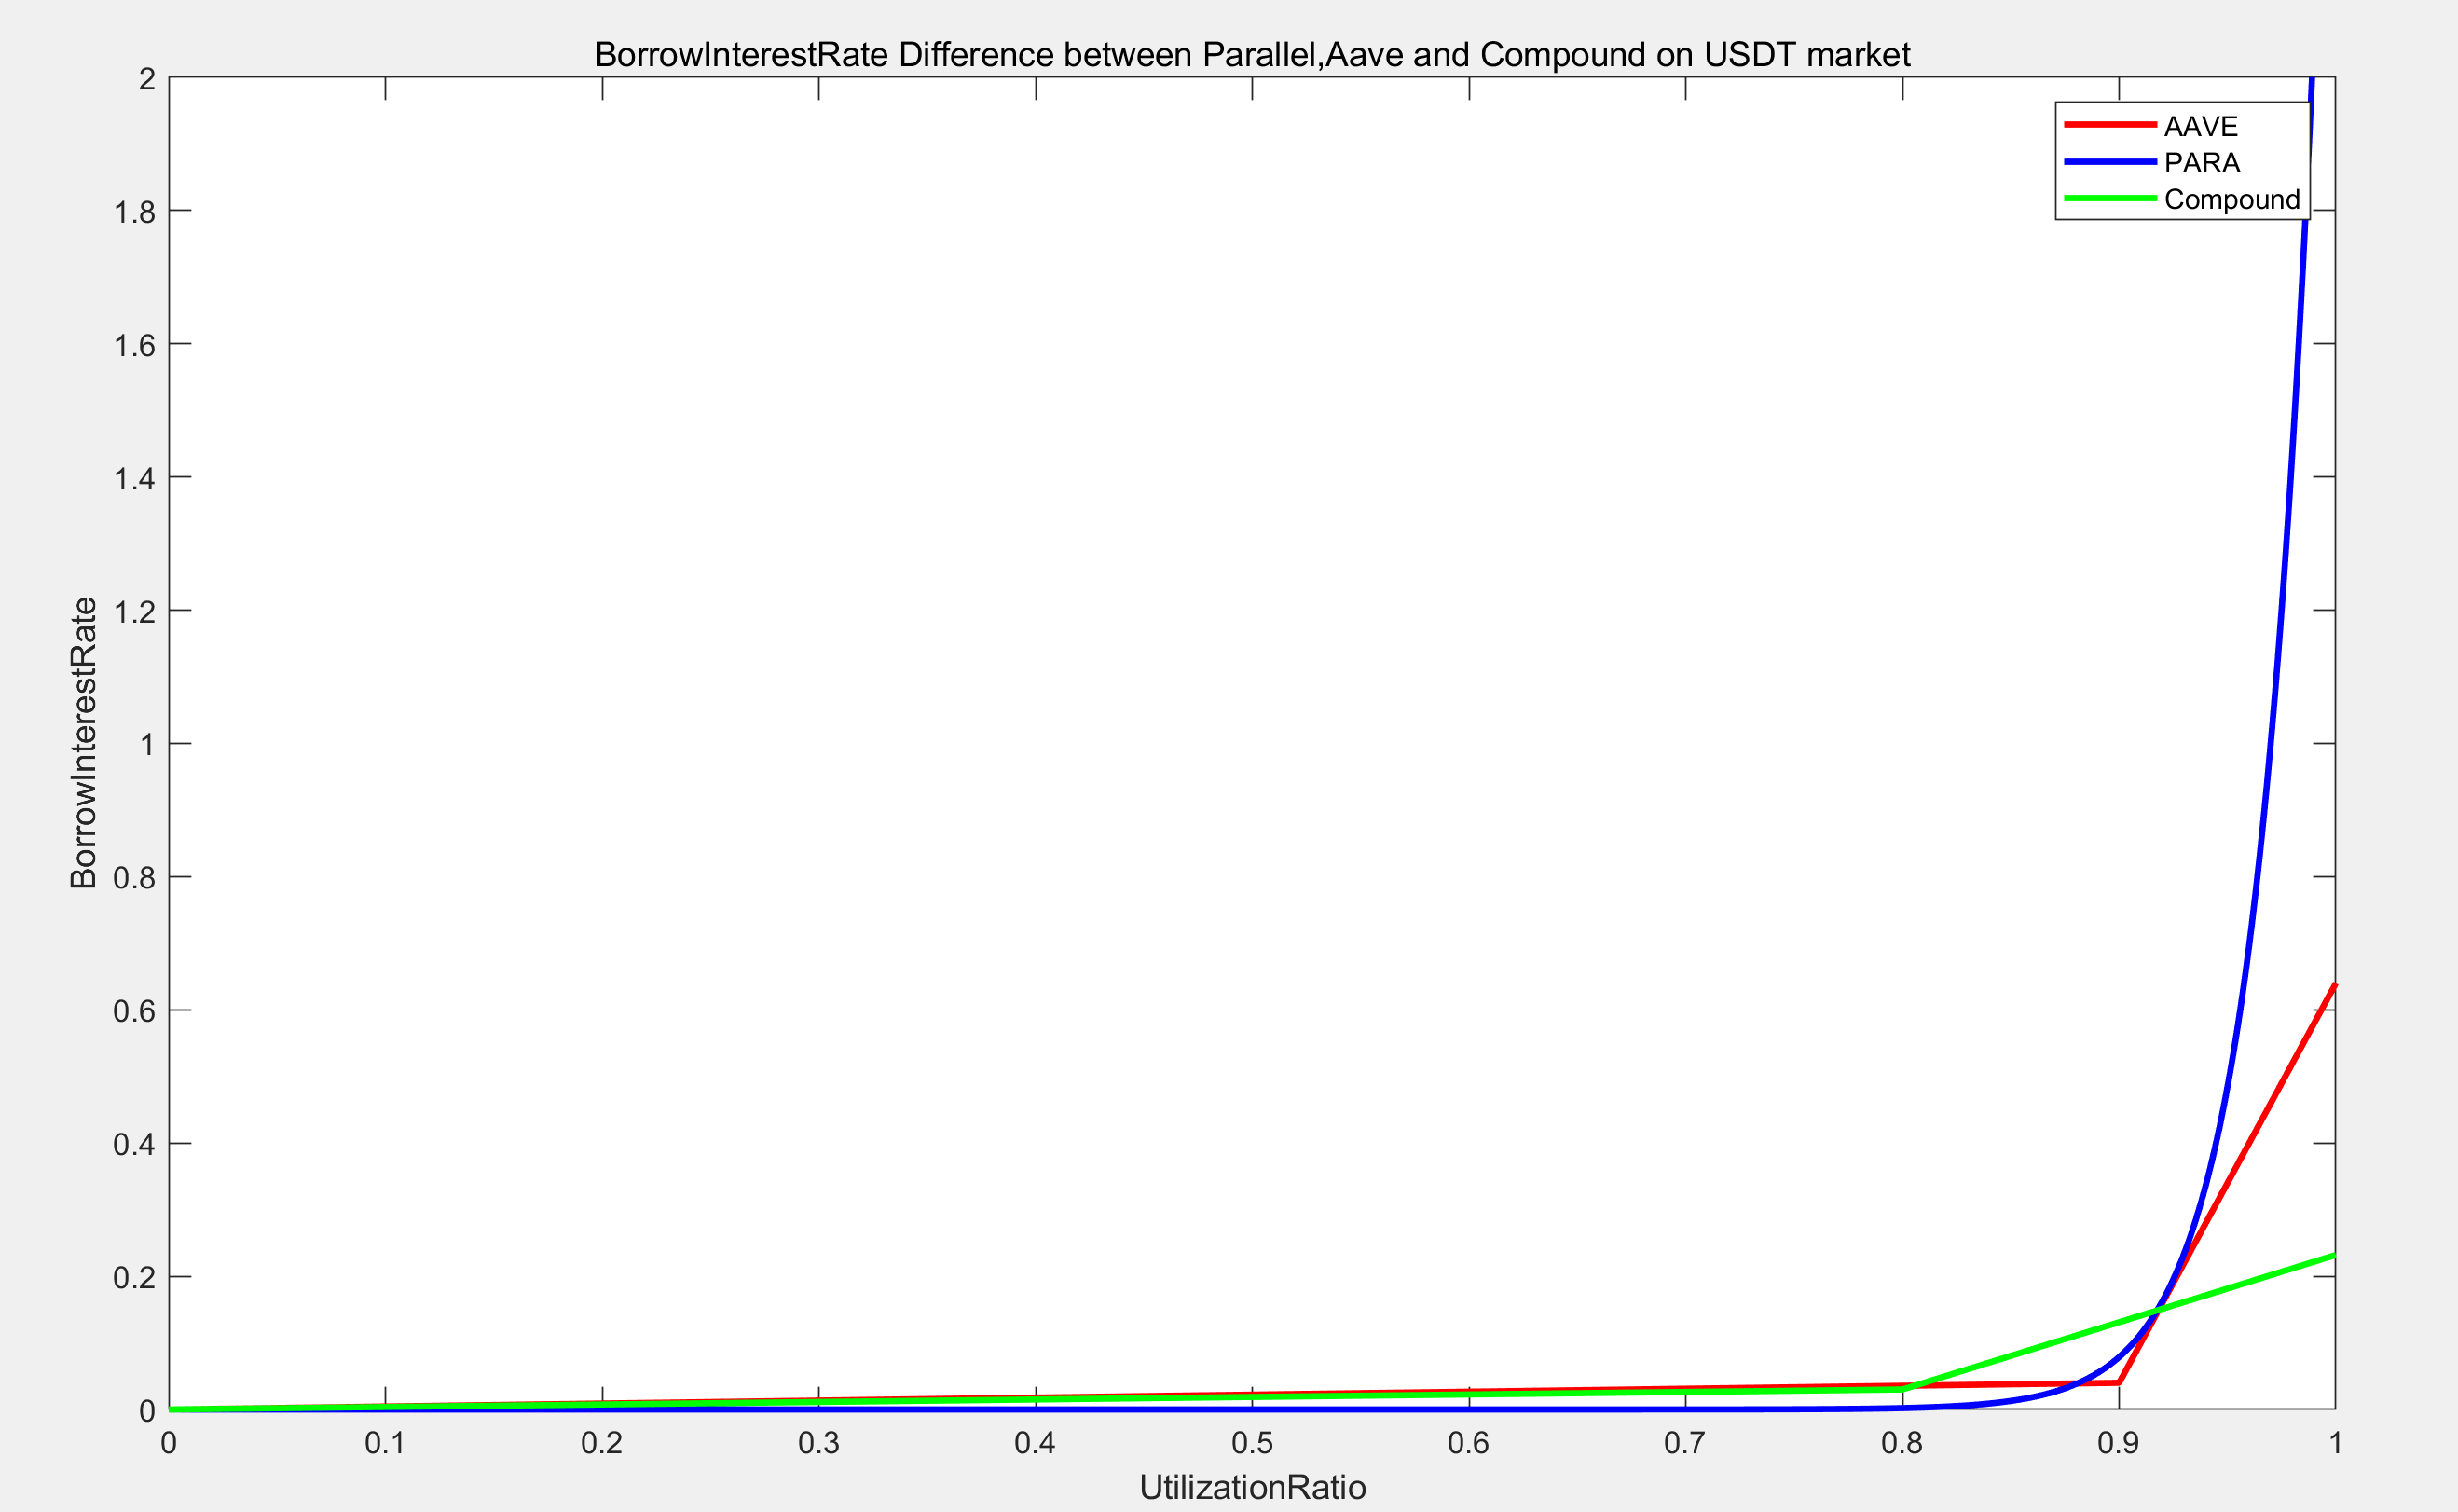 BorrowInterestRate Difference between Parallel,Aave and Compound on USDT market
AAVE
PARA
Compound
BorrowInterestRate
2
1.8
1.6
1.4
1.2
1
0.8
0.6
0.4
0.2
0
0 0.1 0.2 0.3 0.4 0.5 0.6 0.7 0.8 0.9 1
UtilizationRatio